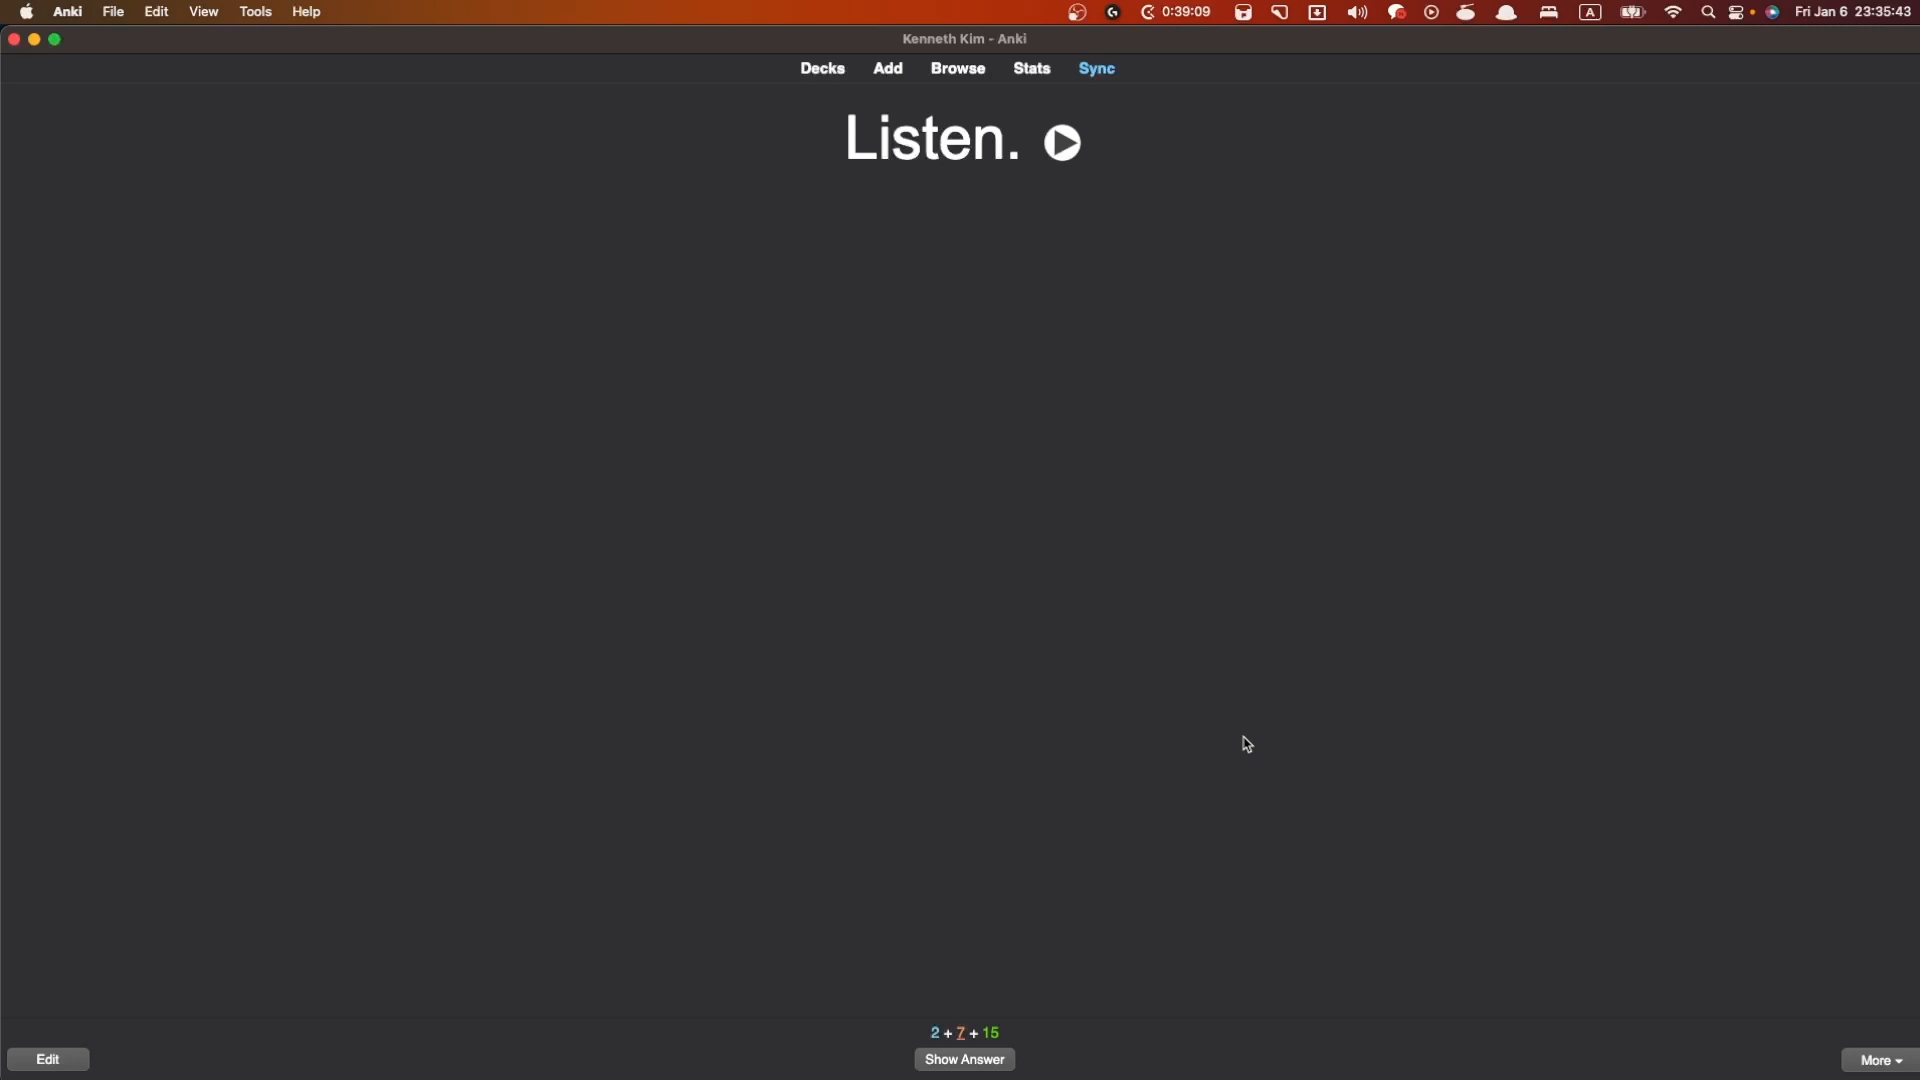 Anki File Edit View Tools Help 0:39:09 A Fri Jan 6 23:35:43
Kenneth Kim - Anki
Decks Add Browse Stats Sync
Listen.
2 + 7 + 15
Edit Show Answer More